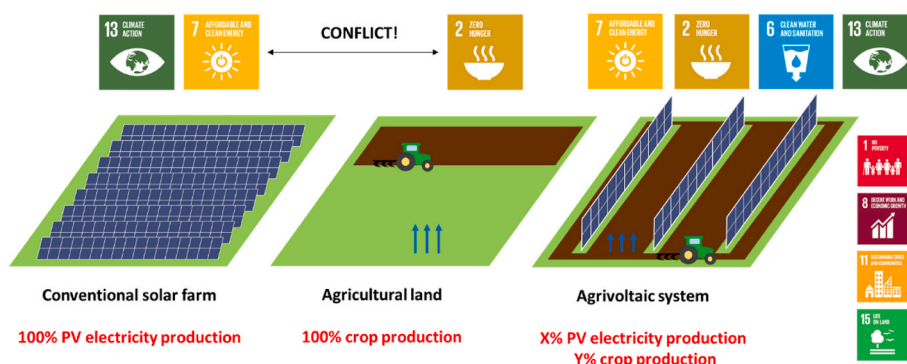 13 CLIMATE
ACTION
7 AFFORDABLE AND
CLEAN ENERGY
CONFLICT!
2 ZERO
HUNGER
7 AFFORDABLE AND
CLEAN ENERGY
2 ZERO
HUNGER
6 CLEAN WATER
AND SANITATION
13 CLIMATE
ACTION
1 NO
POVERTY
8 DECENT WORK AND
ECONOMIC GROWTH
11 SUSTAINABLE CITIES
AND COMMUNITIES
15 LIFE
ON LAND
Conventional solar farm
100% PV electricity production
Agricultural land
100% crop production
Agrivoltaic system
X% PV electricity production
Y% crop production